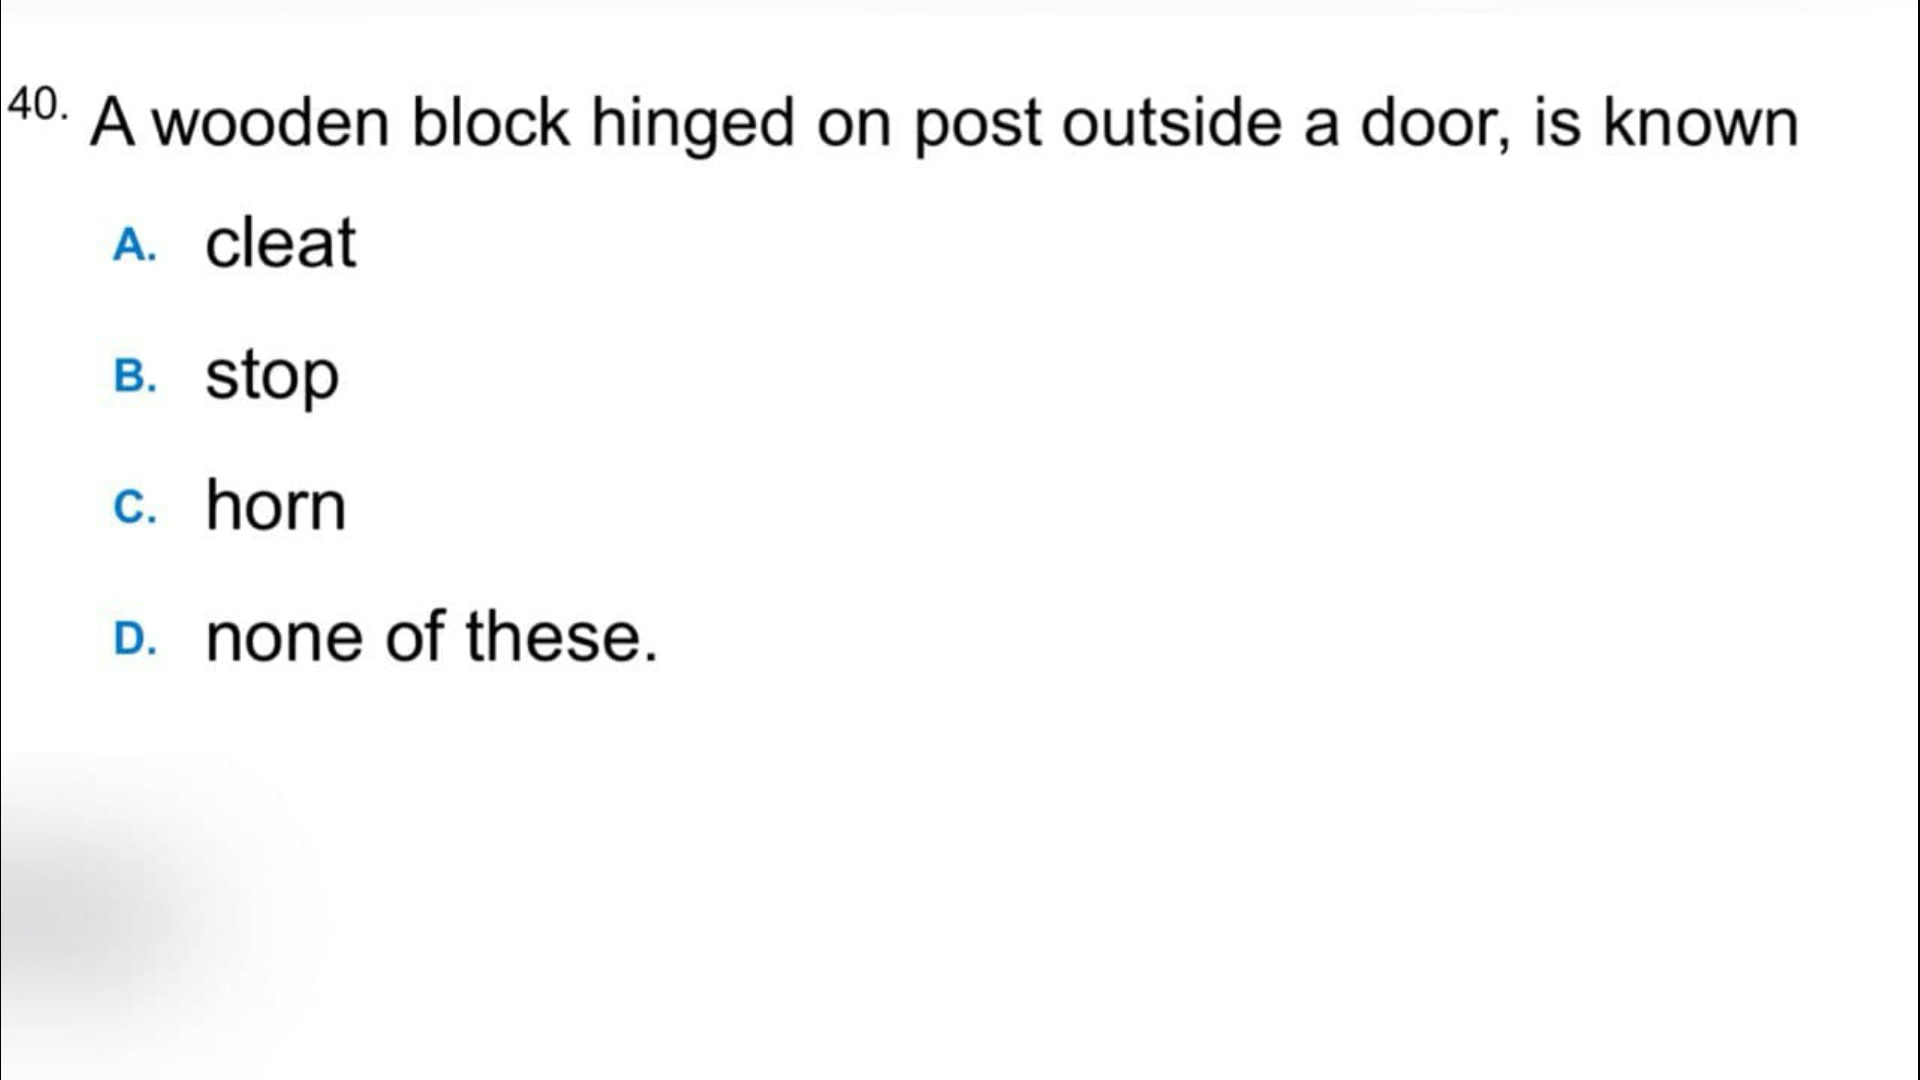 40. A wooden block hinged on post outside a door, is known
A. cleat
B. stop
C. horn
D. none of these.